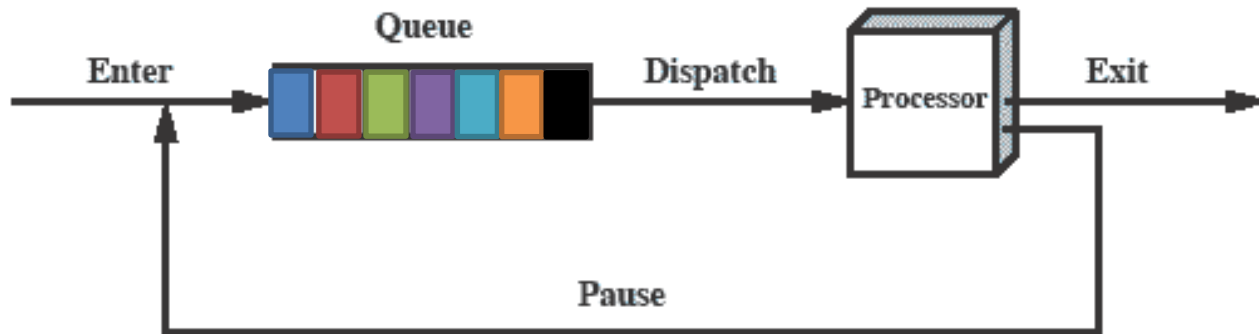 Queue
Enter
Dispatch
Processor
Exit
Pause